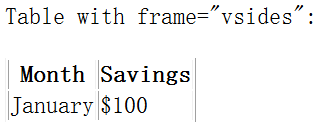 Table with frame="vsides":
Month Savings
January $100